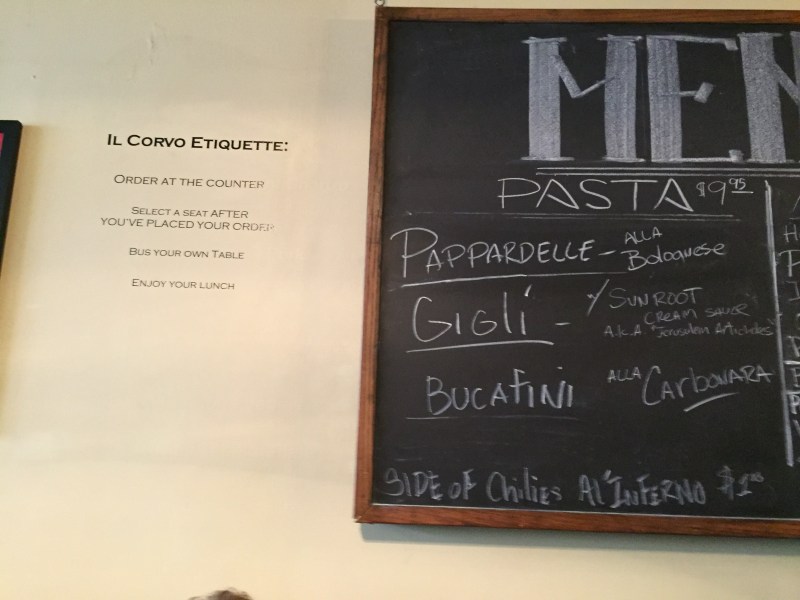 IL CORVO ETIQUETTE:
ORDER AT THE COUNTER
SELECT A SEAT AFTER
YOU'VE PLACED YOUR ORDER
BUS YOUR OWN TABLE
ENJOY YOUR LUNCH
MEN
PASTA $9.95
PAPPARDELLE - ALLA
Bolognese
GIGLI - w/ SUNROOT
CREAM SAUCE
A.K.A. "Jerusalem Artichokes"
BUCAFINI ALLA CARBONARA
SIDE OF Chilies Al'INFERNO $1.00